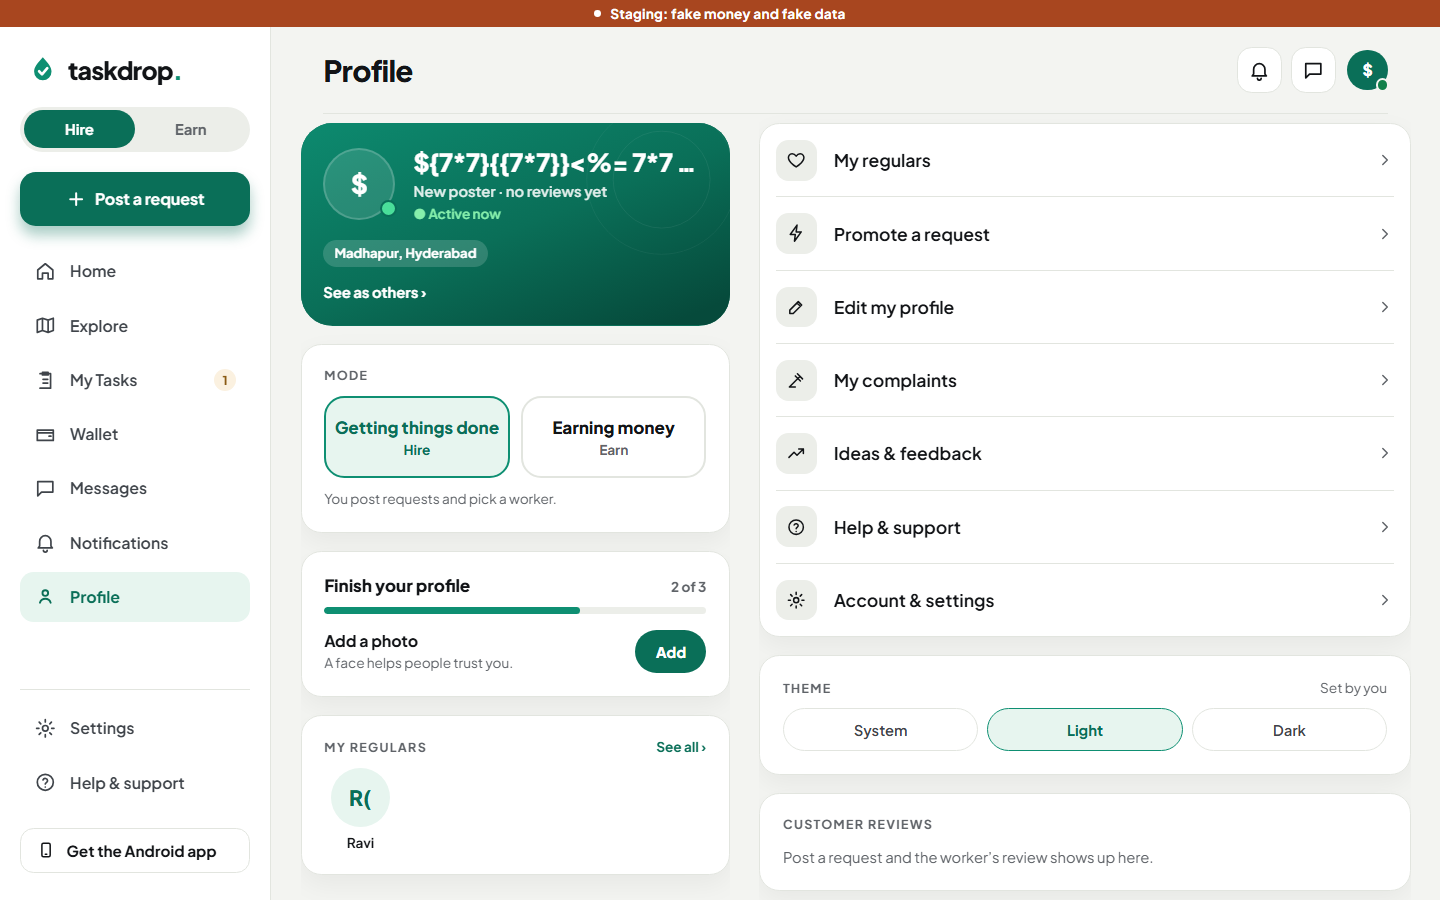 Staging: fake money and fake data
taskdrop.
Hire
Earn
+ Post a request
Home
Explore
My Tasks
1
Wallet
Messages
Notifications
Profile
Settings
Help & support
Get the Android app
Profile
$
$
${7*7}{{7*7}}<%= 7*7 ...
New poster · no reviews yet
Active now
Madhapur, Hyderabad
See as others ›
MODE
Getting things done
Hire
Earning money
Earn
You post requests and pick a worker.
Finish your profile
2 of 3
Add a photo
A face helps people trust you.
Add
MY REGULARS
See all ›
R(
Ravi
My regulars
Promote a request
Edit my profile
My complaints
Ideas & feedback
Help & support
Account & settings
THEME
Set by you
System
Light
Dark
CUSTOMER REVIEWS
Post a request and the worker's review shows up here.